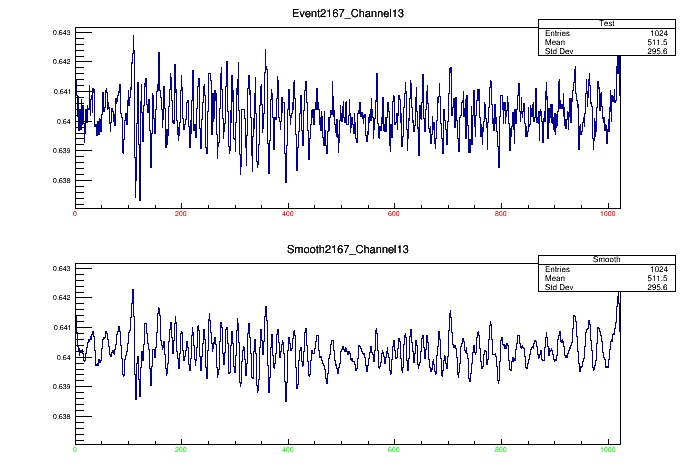 Event2167_Channel13
Test
Entries 1024
Mean 511.5
Std Dev 295.6
0.643
0.642
0.641
0.64
0.639
0.638
0 200 400 600 800 1000
Smooth2167_Channel13
Smooth
Entries 1024
Mean 511.5
Std Dev 295.6
0.643
0.642
0.641
0.64
0.639
0.638
0 200 400 600 800 1000